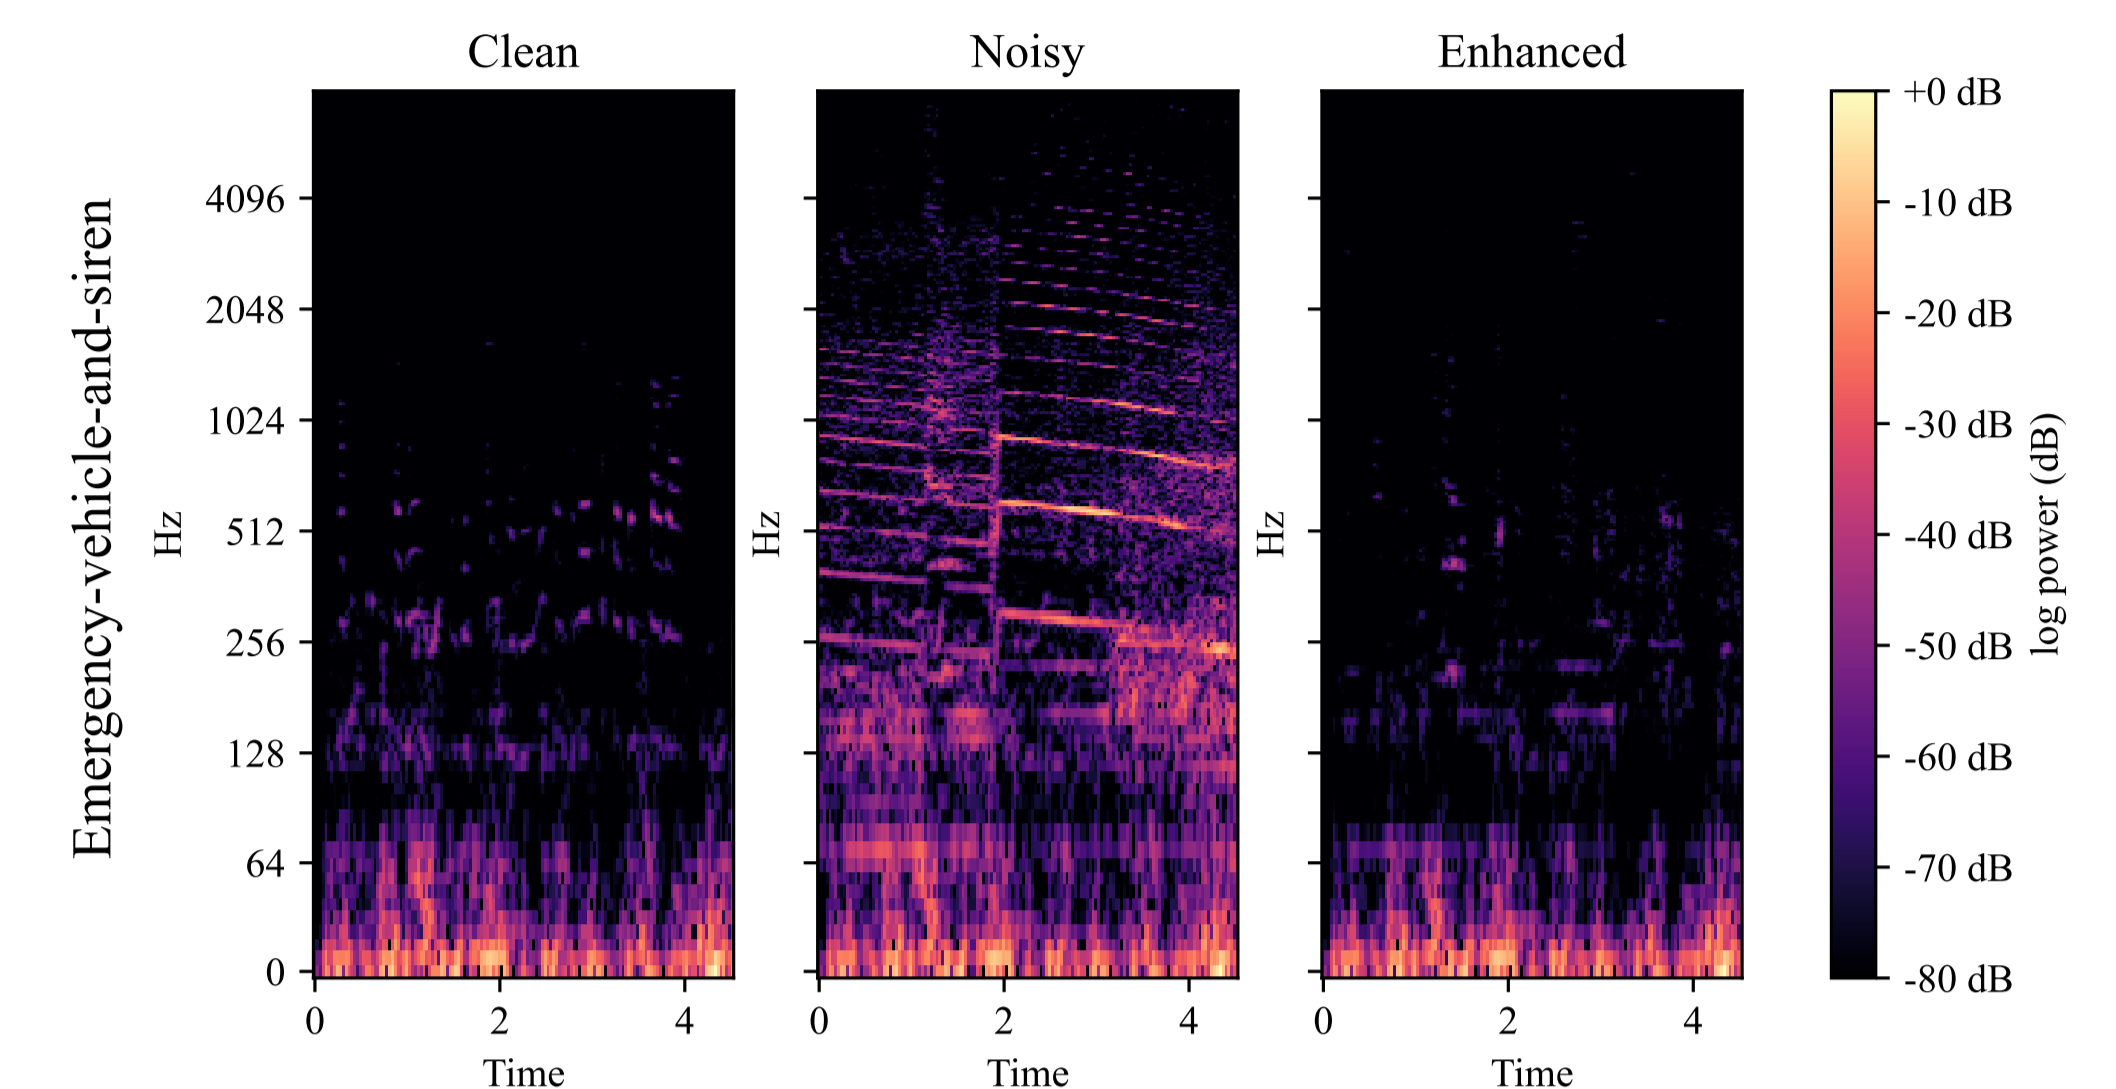 Clean
Noisy
Enhanced
Emergency-vehicle-and-siren
Hz
4096
2048
1024
512
256
128
64
0
0
2
4
Time
Hz
0
2
4
Time
Hz
0
2
4
Time
+0 dB
-10 dB
-20 dB
-30 dB
-40 dB
-50 dB
-60 dB
-70 dB
-80 dB
log power (dB)